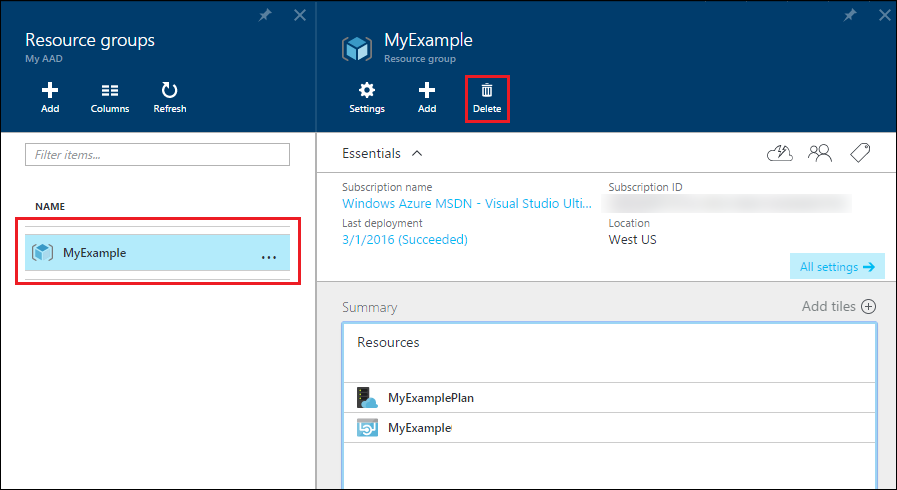 Resource groups
My AAD
Add
Columns
Refresh
Filter items...
NAME
MyExample
...
MyExample
Resource group
Settings
Add
Delete
Essentials
Subscription name
Subscription ID
Windows Azure MSDN - Visual Studio Ulti...
Last deployment
Location
3/1/2016 (Succeeded)
West US
All settings
Summary
Add tiles
Resources
MyExamplePlan
MyExample